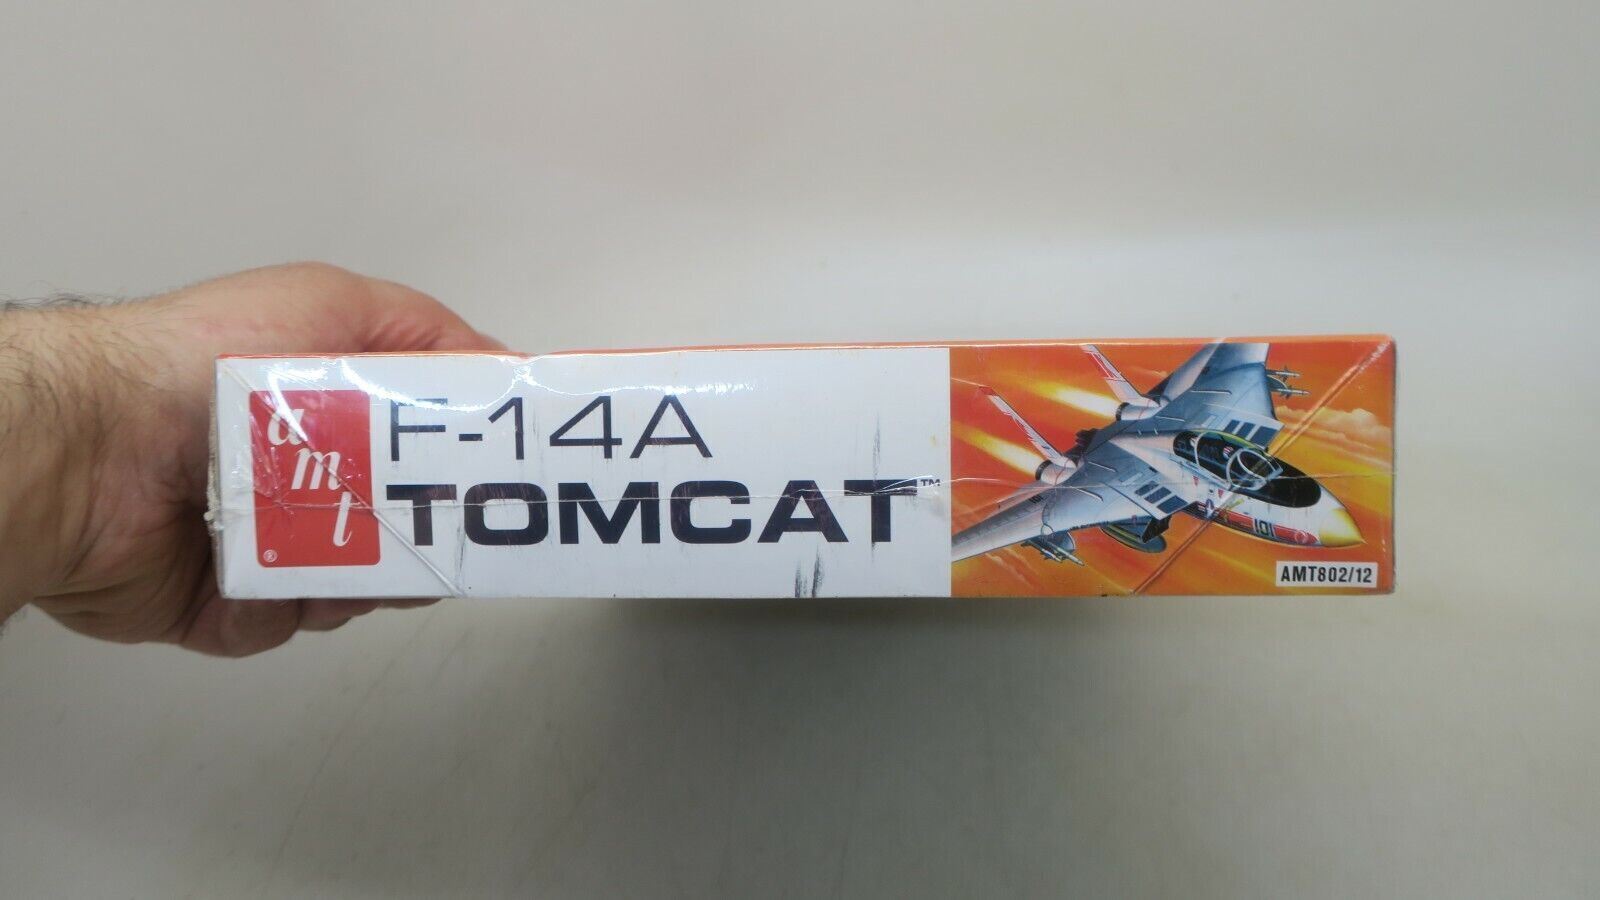 amt
®
F-14A
TOMCAT™
101
AMT802/12